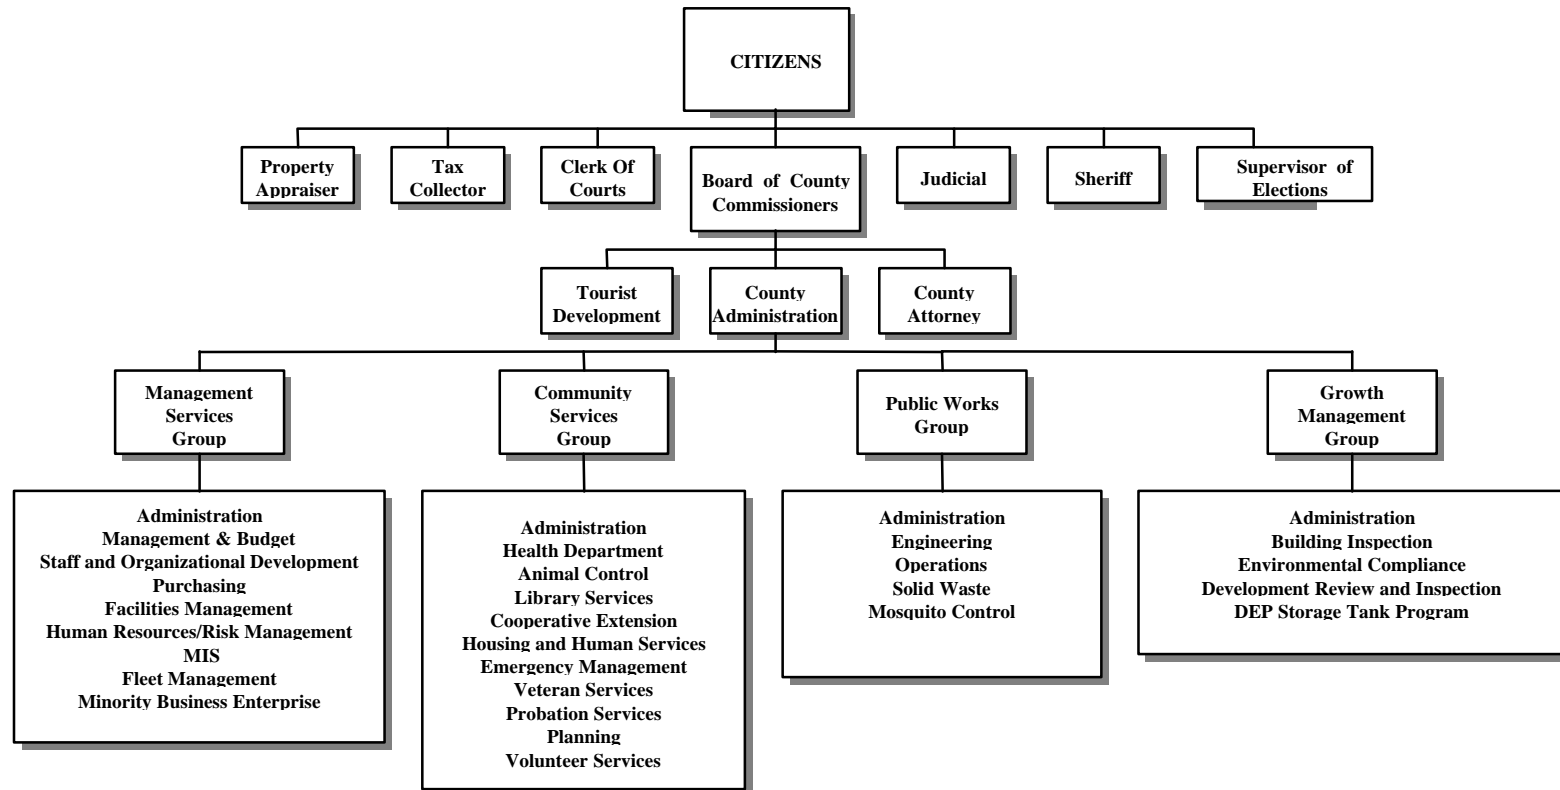 CITIZENS
Property
Appraiser
Tax
Collector
Clerk Of
Courts
Board of County
Commissioners
Judicial
Sheriff
Supervisor of
Elections
Tourist
Development
County
Administration
County
Attorney
Management
Services
Group
Community
Services
Group
Public Works
Group
Growth
Management
Group
Administration
Management & Budget
Staff and Organizational Development
Purchasing
Facilities Management
Human Resources/Risk Management
MIS
Fleet Management
Minority Business Enterprise
Administration
Health Department
Animal Control
Library Services
Cooperative Extension
Housing and Human Services
Emergency Management
Veteran Services
Probation Services
Planning
Volunteer Services
Administration
Engineering
Operations
Solid Waste
Mosquito Control
Administration
Building Inspection
Environmental Compliance
Development Review and Inspection
DEP Storage Tank Program